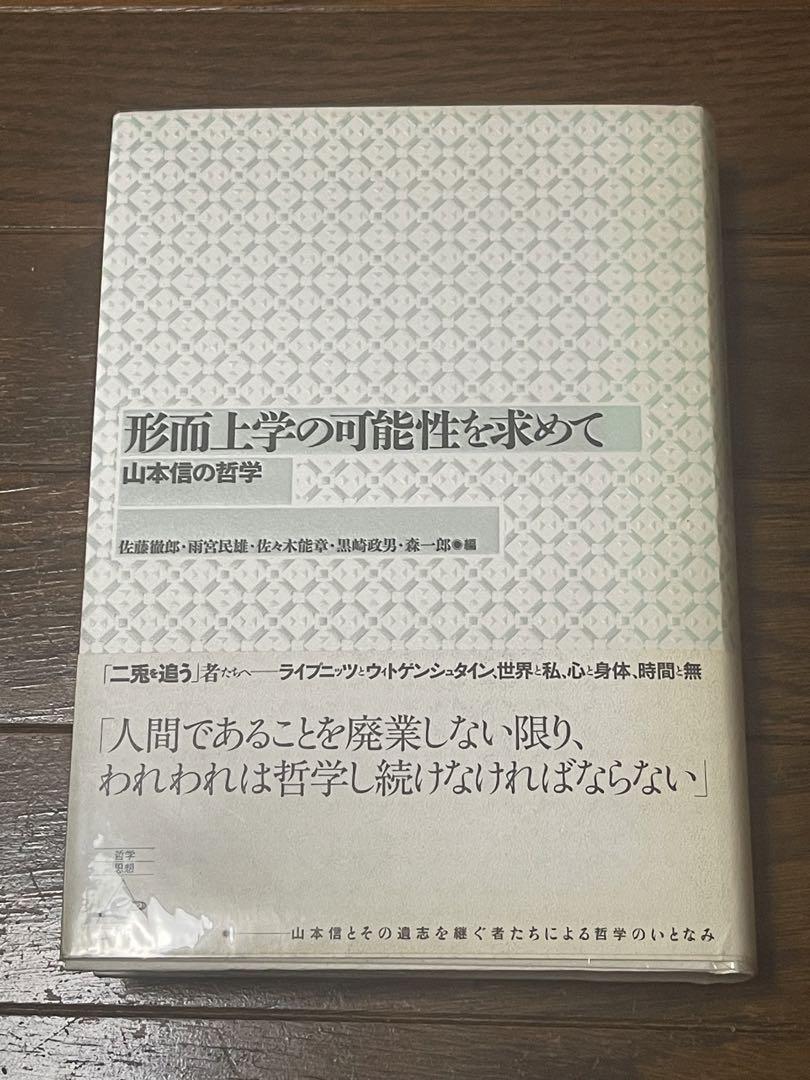 形而上学の可能性を求めて
山本信の哲学
佐藤徹郎・雨宮民雄・佐々木能章・黒崎政男・森一郎◉編
「二兎を追う」者たちへ――ライプニッツとウィトゲンシュタイン、世界と私、心と身体、時間と無
「人間であることを廃業しない限り、
われわれは哲学し続けなければならない」
哲学
思想
●――山本信とその遺志を継ぐ者たちによる哲学のいとなみ